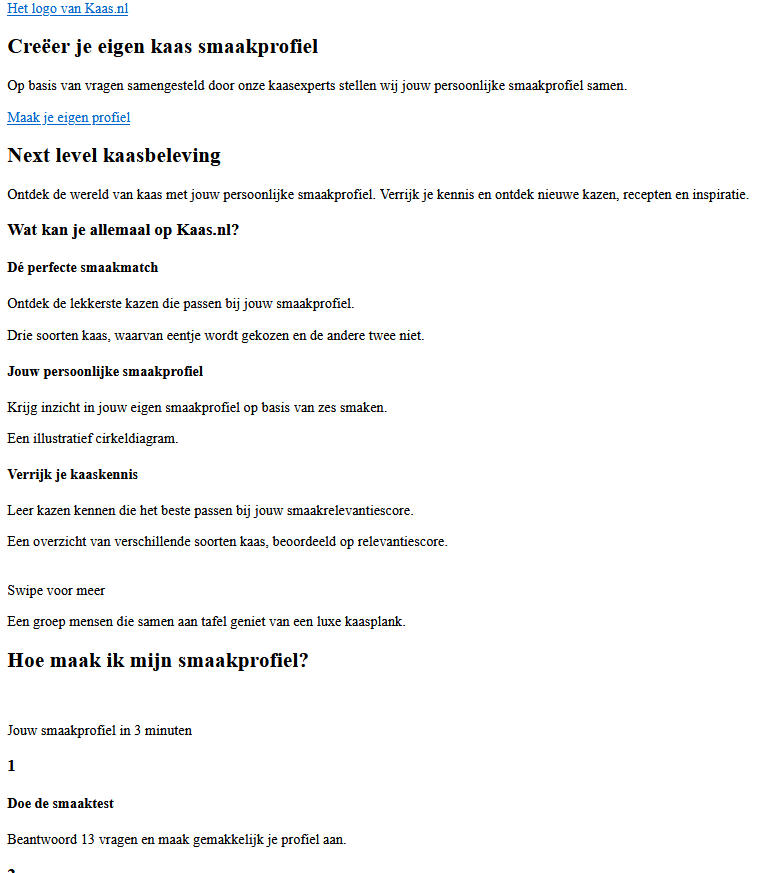 Het logo van Kaas.nl
Creëer je eigen kaas smaakprofiel
Op basis van vragen samengesteld door onze kaasexperts stellen wij jouw persoonlijke smaakprofiel samen.
Maak je eigen profiel
Next level kaasbeleving
Ontdek de wereld van kaas met jouw persoonlijke smaakprofiel. Verrijk je kennis en ontdek nieuwe kazen, recepten en inspiratie.
Wat kan je allemaal op Kaas.nl?
Dé perfecte smaakmatch
Ontdek de lekkerste kazen die passen bij jouw smaakprofiel.
Drie soorten kaas, waarvan eentje wordt gekozen en de andere twee niet.
Jouw persoonlijke smaakprofiel
Krijg inzicht in jouw eigen smaakprofiel op basis van zes smaken.
Een illustratief cirkeldiagram.
Verrijk je kaaskennis
Leer kazen kennen die het beste passen bij jouw smaakrelevantiescore.
Een overzicht van verschillende soorten kaas, beoordeeld op relevantiescore.
Swipe voor meer
Een groep mensen die samen aan tafel geniet van een luxe kaasplank.
Hoe maak ik mijn smaakprofiel?
Jouw smaakprofiel in 3 minuten
1
Doe de smaaktest
Beantwoord 13 vragen en maak gemakkelijk je profiel aan.